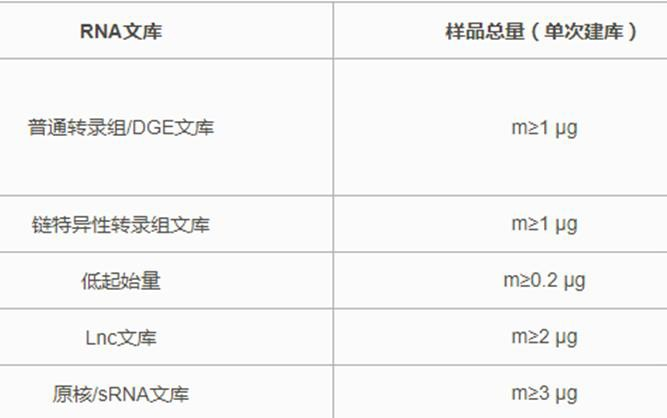 RNA文库 样品总量（单次建库）
普通转录组/DGE文库 m≥1 μg
链特异性转录组文库 m≥1 μg
低起始量 m≥0.2 μg
Lnc文库 m≥2 μg
原核/sRNA文库 m≥3 μg